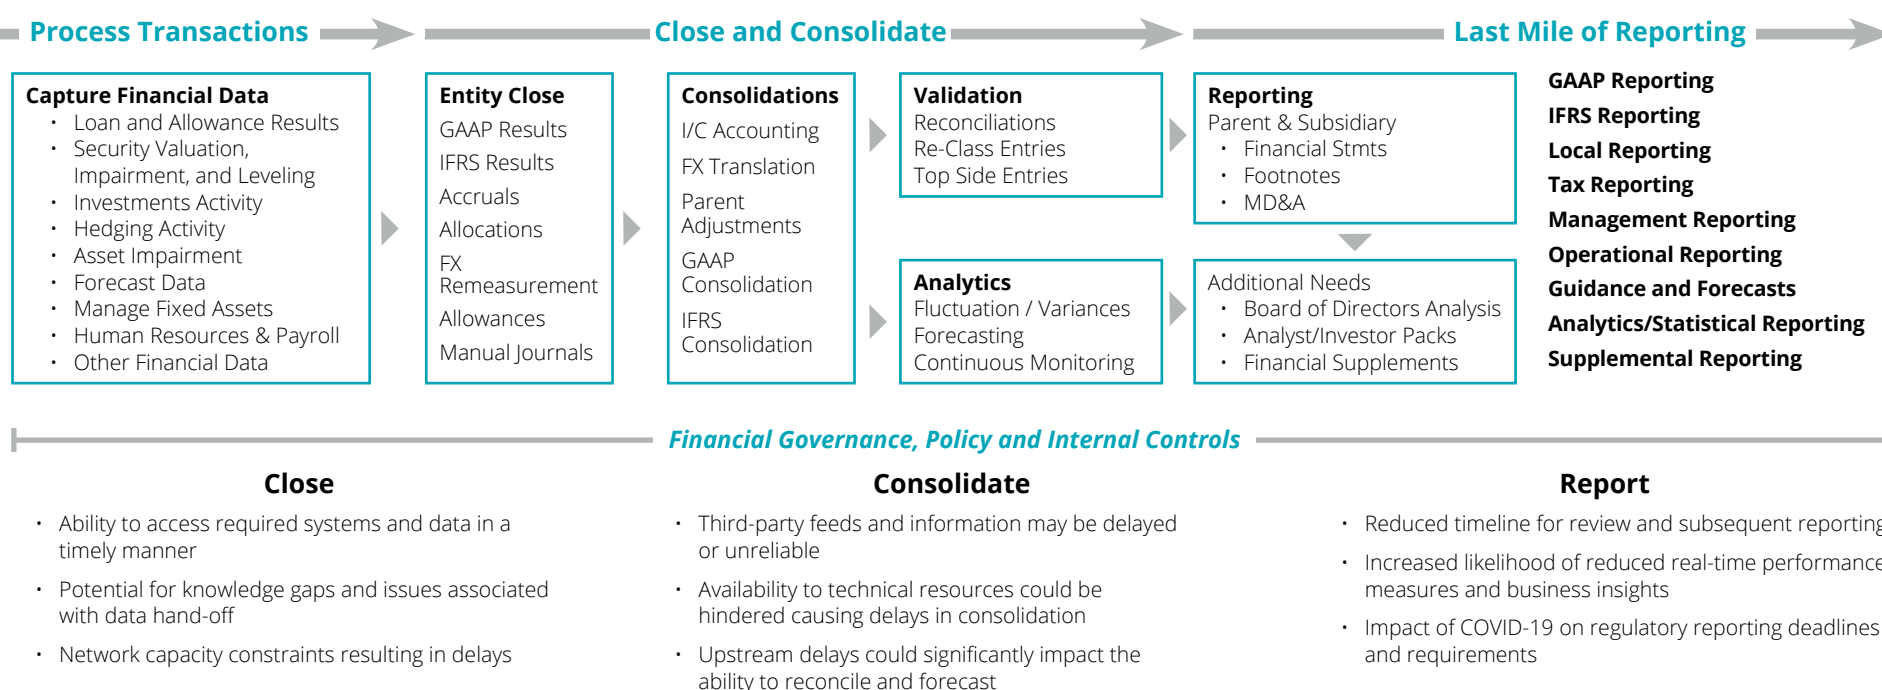 Process Transactions
Close and Consolidate
Last Mile of Reporting
Capture Financial Data
• Loan and Allowance Results
• Security Valuation,
Impairment, and Leveling
• Investments Activity
• Hedging Activity
• Asset Impairment
• Forecast Data
• Manage Fixed Assets
• Human Resources & Payroll
• Other Financial Data
Entity Close
GAAP Results
IFRS Results
Accruals
Allocations
FX
Remeasurement
Allowances
Manual Journals
Consolidations
I/C Accounting
FX Translation
Parent
Adjustments
GAAP
Consolidation
IFRS
Consolidation
Validation
Reconciliations
Re-Class Entries
Top Side Entries
Analytics
Fluctuation / Variances
Forecasting
Continuous Monitoring
Reporting
Parent & Subsidiary
• Financial Stmts
• Footnotes
• MD&A
Additional Needs
• Board of Directors Analysis
• Analyst/Investor Packs
• Financial Supplements
GAAP Reporting
IFRS Reporting
Local Reporting
Tax Reporting
Management Reporting
Operational Reporting
Guidance and Forecasts
Analytics/Statistical Reporting
Supplemental Reporting
Financial Governance, Policy and Internal Controls
Close
• Ability to access required systems and data in a
timely manner
• Potential for knowledge gaps and issues associated
with data hand-off
• Network capacity constraints resulting in delays
Consolidate
• Third-party feeds and information may be delayed
or unreliable
• Availability to technical resources could be
hindered causing delays in consolidation
• Upstream delays could significantly impact the
ability to reconcile and forecast
Report
• Reduced timeline for review and subsequent reporting
• Increased likelihood of reduced real-time performance
measures and business insights
• Impact of COVID-19 on regulatory reporting deadlines
and requirements